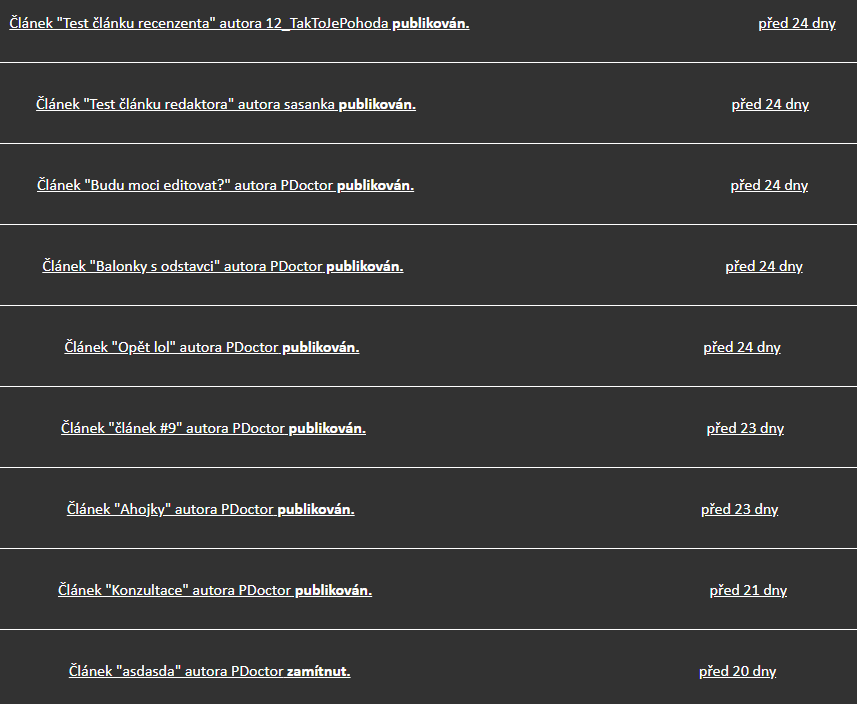 Článek "Test článku recenzenta" autora 12_TakToJePohoda publikován. před 24 dny
Článek "Test článku redaktora" autora sasanka publikován. před 24 dny
Článek "Budu moci editovat?" autora PDoctor publikován. před 24 dny
Článek "Balonky s odstavci" autora PDoctor publikován. před 24 dny
Článek "Opět lol" autora PDoctor publikován. před 24 dny
Článek "článek #9" autora PDoctor publikován. před 23 dny
Článek "Ahojky" autora PDoctor publikován. před 23 dny
Článek "Konzultace" autora PDoctor publikován. před 21 dny
Článek "asdasda" autora PDoctor zamítnut. před 20 dny